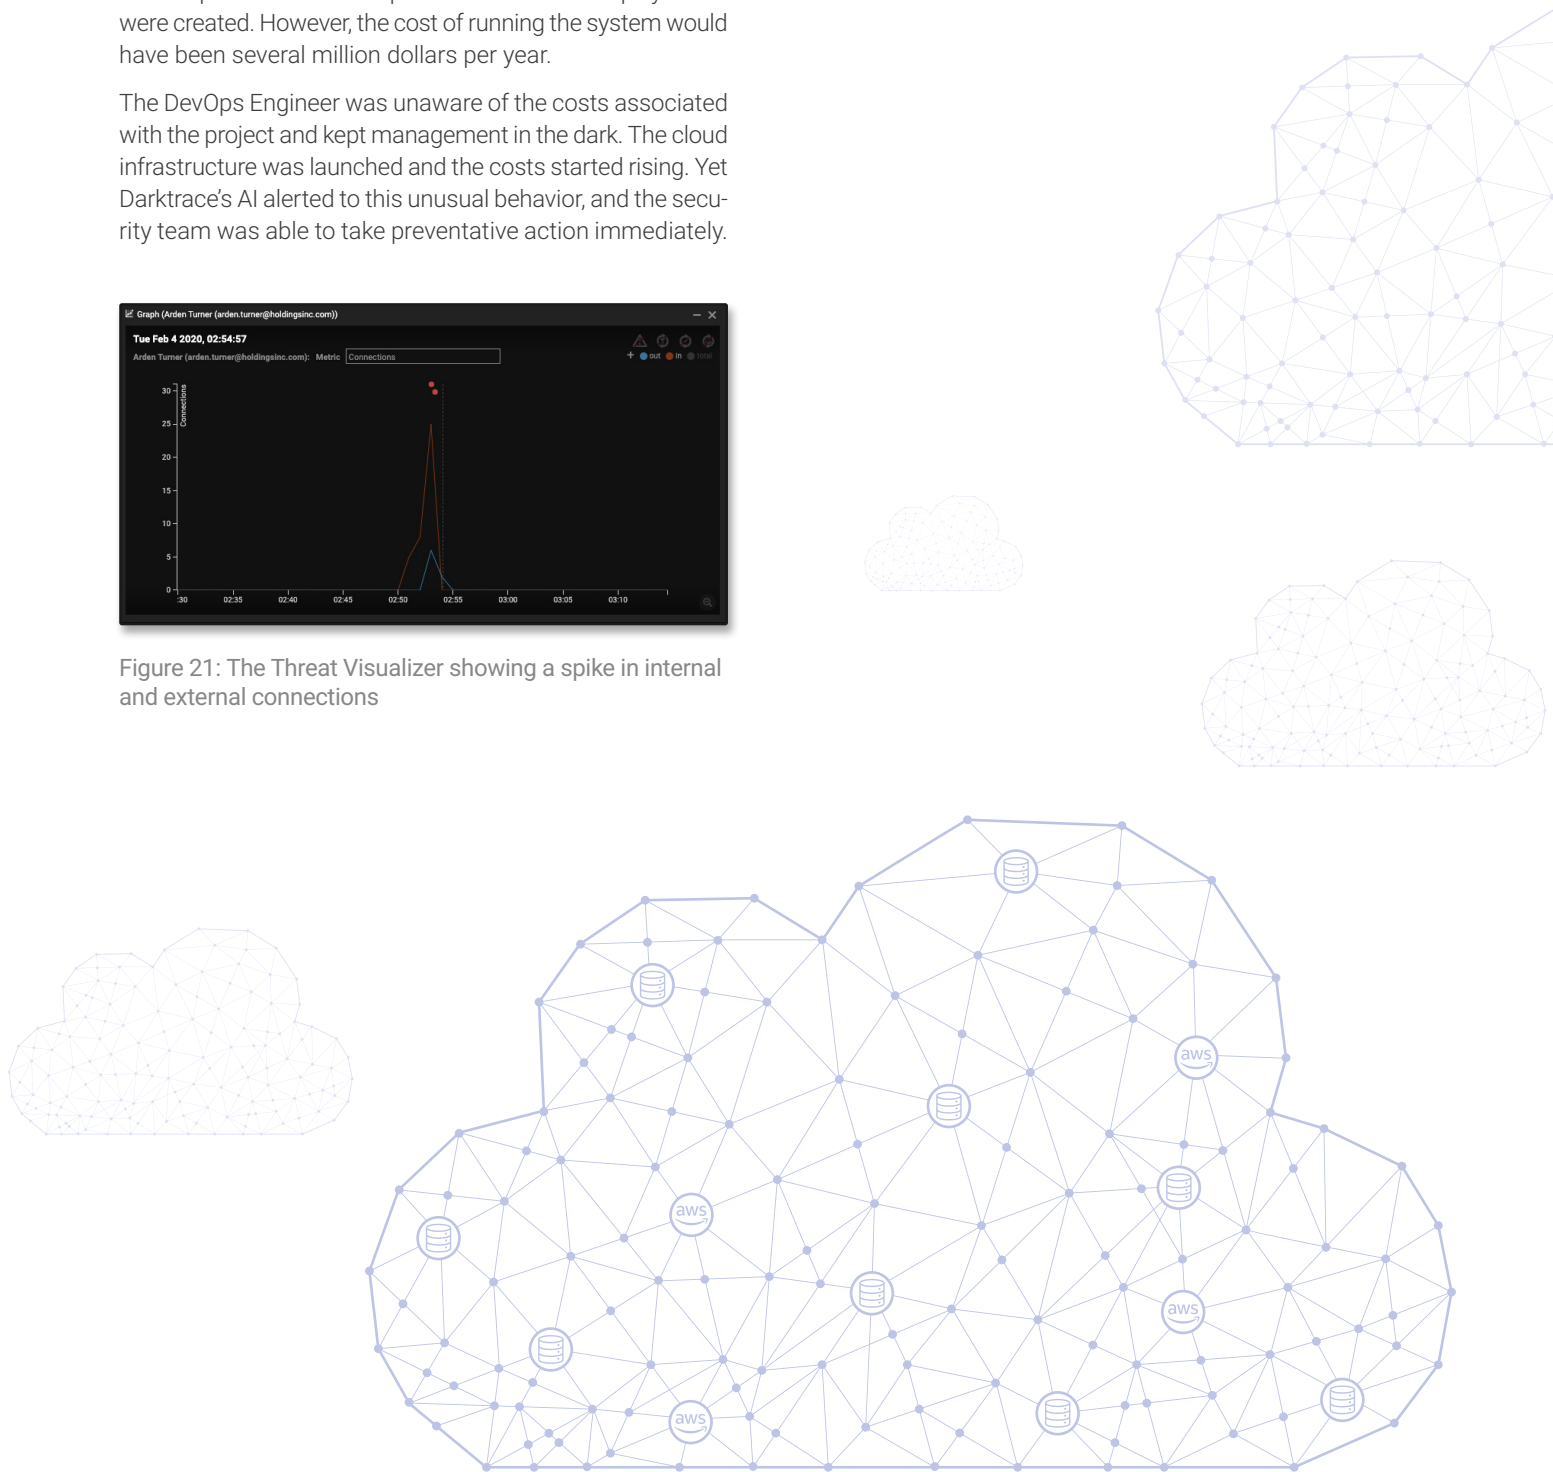 were created. However, the cost of running the system would
have been several million dollars per year.
The DevOps Engineer was unaware of the costs associated
with the project and kept management in the dark. The cloud
infrastructure was launched and the costs started rising. Yet
Darktrace's AI alerted to this unusual behavior, and the secu-
rity team was able to take preventative action immediately.
Graph (Arden Turner (arden.turner@holdingsinc.com))
Tue Feb 4 2020, 02:54:57
Arden Turner (arden.turner@holdingsinc.com): Metric Connections
out in total
Connections
30
25
20
15
10
5
0
:30 02:35 02:40 02:45 02:50 02:55 03:00 03:05 03:10
Figure 21: The Threat Visualizer showing a spike in internal
and external connections
aws
aws
aws
aws